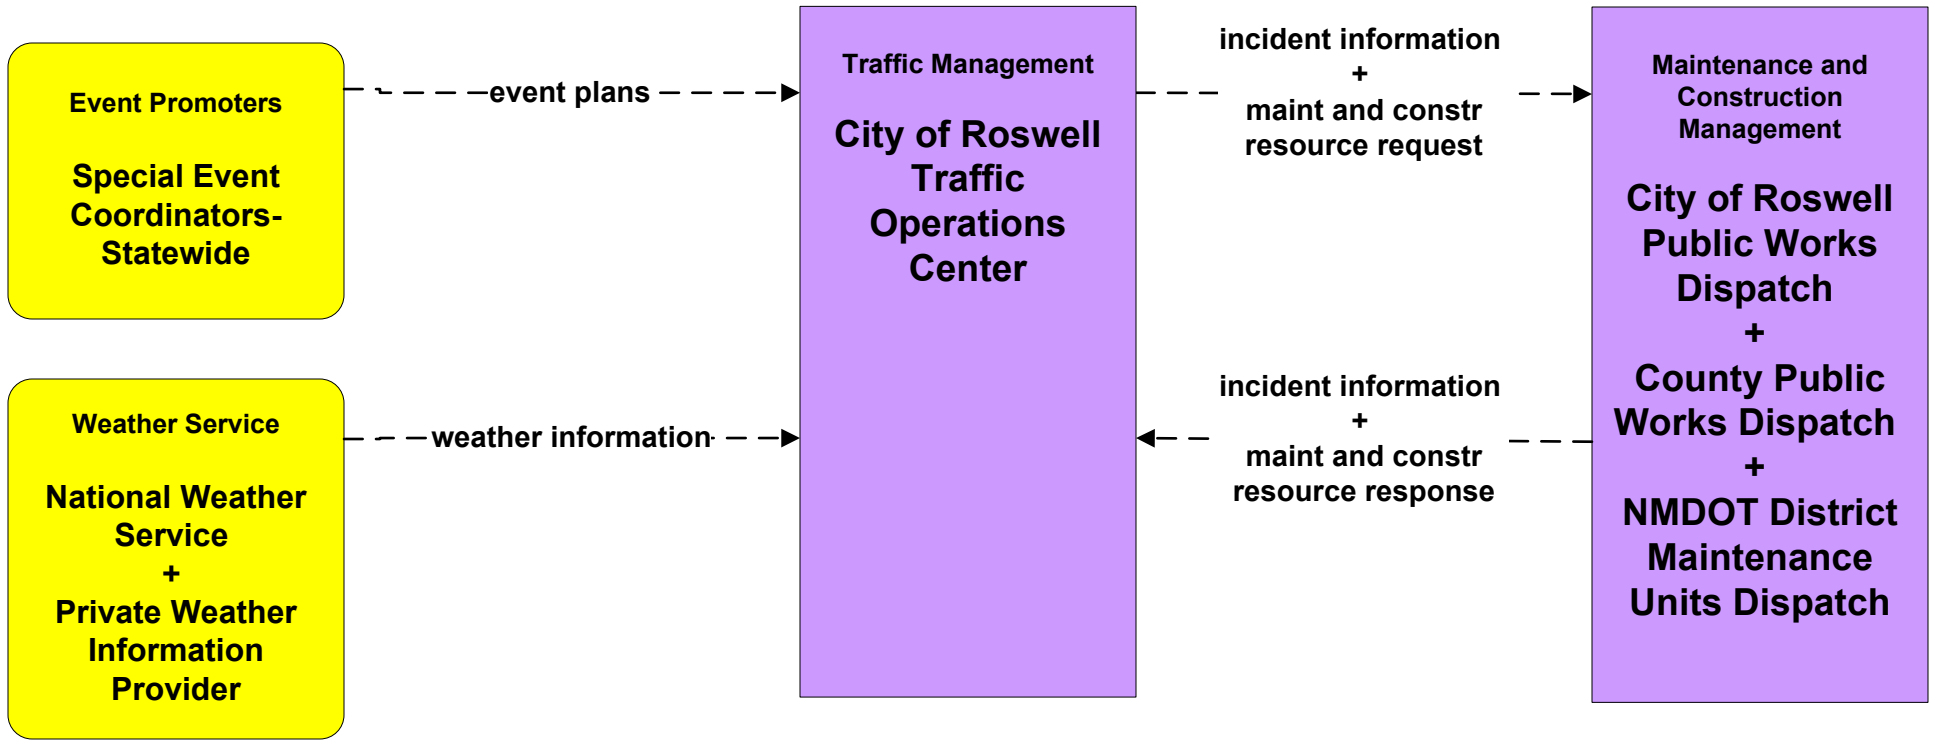 Event Promoters
Special Event
Coordinators-
Statewide
event plans
Weather Service
National Weather
Service
+
Private Weather
Information
Provider
weather information
Traffic Management
City of Roswell
Traffic
Operations
Center
incident information
+
maint and constr
resource request
incident information
+
maint and constr
resource response
Maintenance and
Construction
Management
City of Roswell
Public Works
Dispatch
+
County Public
Works Dispatch
+
NMDOT District
Maintenance
Units Dispatch